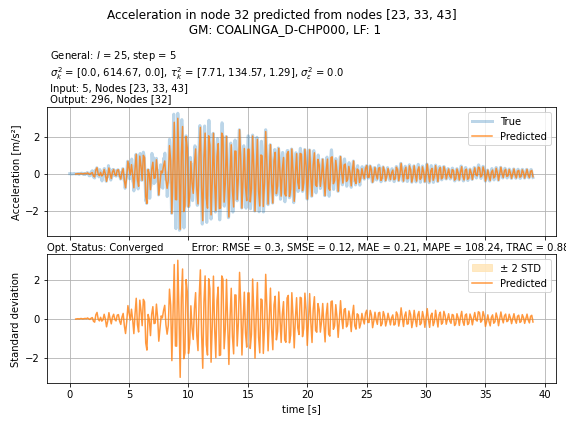 Acceleration in node 32 predicted from nodes [23, 33, 43]
GM: COALINGA_D-CHP000, LF: 1
General: l = 25, step = 5
σ²ₖ = [0.0, 614.67, 0.0], τ²ₖ = [7.71, 134.57, 1.29], σ²ε = 0.0
Input: 5, Nodes [23, 33, 43]
Output: 296, Nodes [32]
Acceleration [m/s²]
2
0
−2
True
Predicted
Opt. Status: Converged Error: RMSE = 0.3, SMSE = 0.12, MAE = 0.21, MAPE = 108.24, TRAC = 0.88
Standard deviation
2
0
−2
± 2 STD
Predicted
0 5 10 15 20 25 30 35 40
time [s]